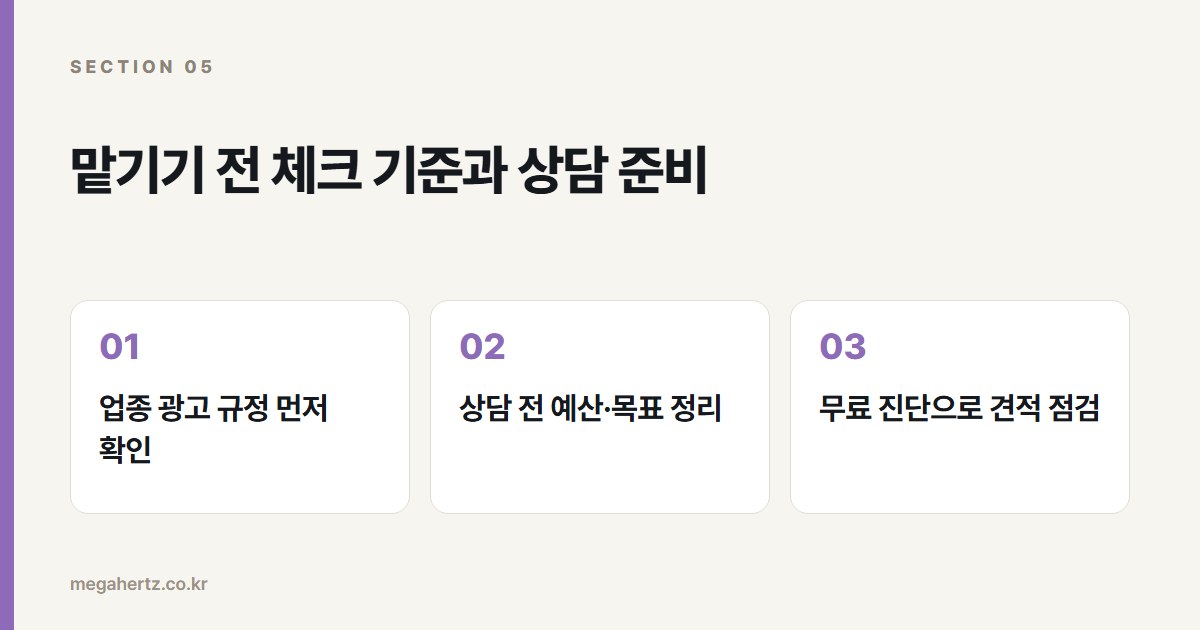 SECTION 05
맡기기 전 체크 기준과 상담 준비
01
업종 광고 규정 먼저
확인
02
상담 전 예산·목표 정리
03
무료 진단으로 견적 점검
megahertz.co.kr